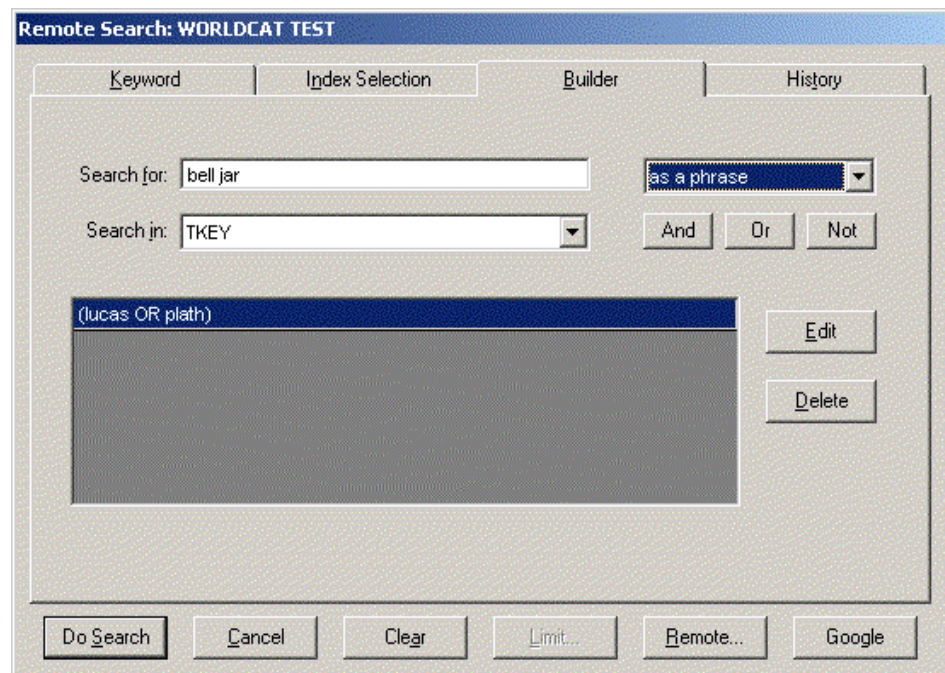 Remote Search: WORLDCAT TEST
Keyword Index Selection Builder History
Search for: bell jar as a phrase
Search in: TKEY And Or Not
(lucas OR plath)
Edit
Delete
Do Search Cancel Clear Limit... Remote... Google